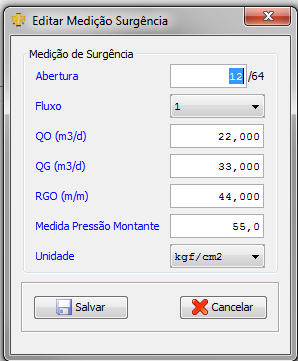 Editar Medição Surgência
Medição de Surgência
Abertura 12 /64
Fluxo 1
QO (m3/d) 22,000
QG (m3/d) 33,000
RGO (m/m) 44,000
Medida Pressão Montante 55,0
Unidade kgf/cm2
Salvar Cancelar